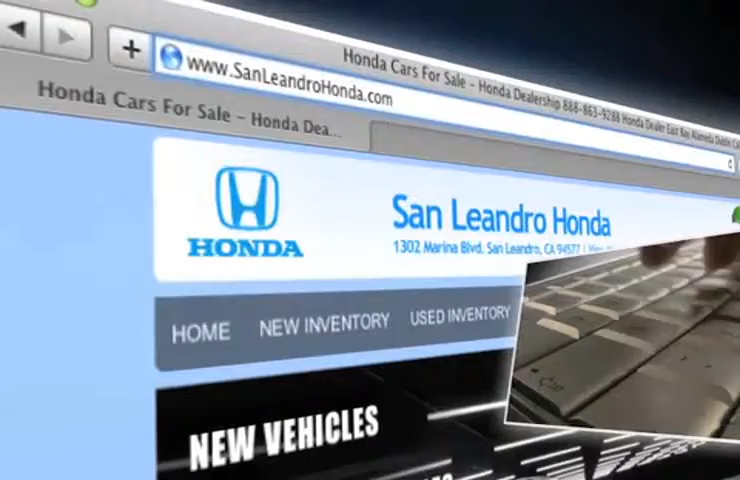 Honda Cars For Sale - Honda Dealership 888-863-9288 Honda Dealer East Bay Alameda Dublin
www.SanLeandroHonda.com
Honda Cars For Sale - Honda Dea...
HONDA
San Leandro Honda
1302 Marina Blvd. San Leandro, CA 94577 |
HOME NEW INVENTORY USED INVENTORY
NEW VEHICLES